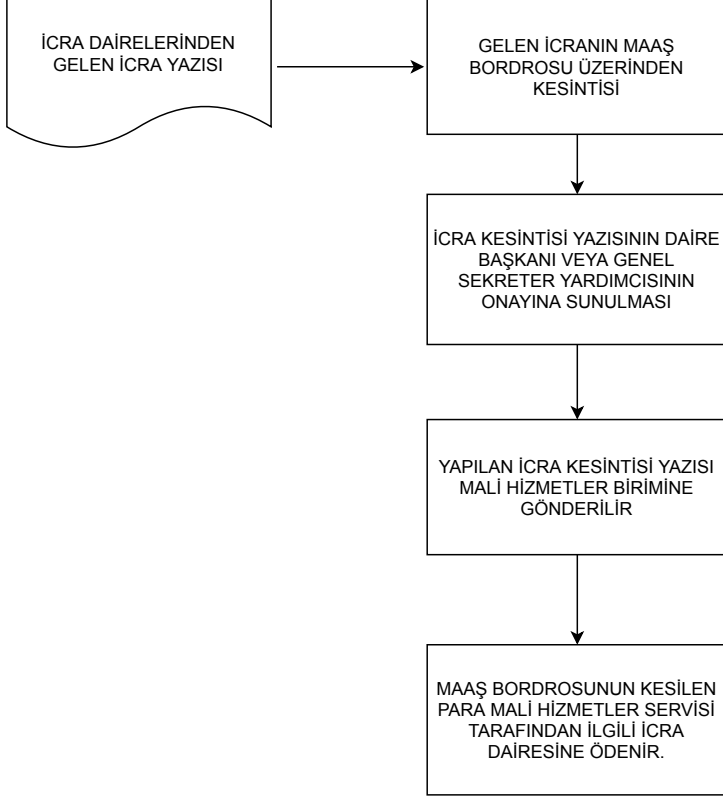 İCRA DAİRELERİNDEN
GELEN İCRA YAZISI
GELEN İCRANIN MAAŞ
BORDROSU ÜZERİNDEN
KESİNTİSİ
İCRA KESİNTİSİ YAZISININ DAİRE
BAŞKANI VEYA GENEL
SEKRETER YARDIMCISININ
ONAYINA SUNULMASI
YAPILAN İCRA KESİNTİSİ YAZISI
MALİ HİZMETLER BİRİMİNE
GÖNDERİLİR
MAAŞ BORDROSUNUN KESİLEN
PARA MALİ HİZMETLER SERVİSİ
TARAFINDAN İLGİLİ İCRA
DAİRESİNE ÖDENİR.